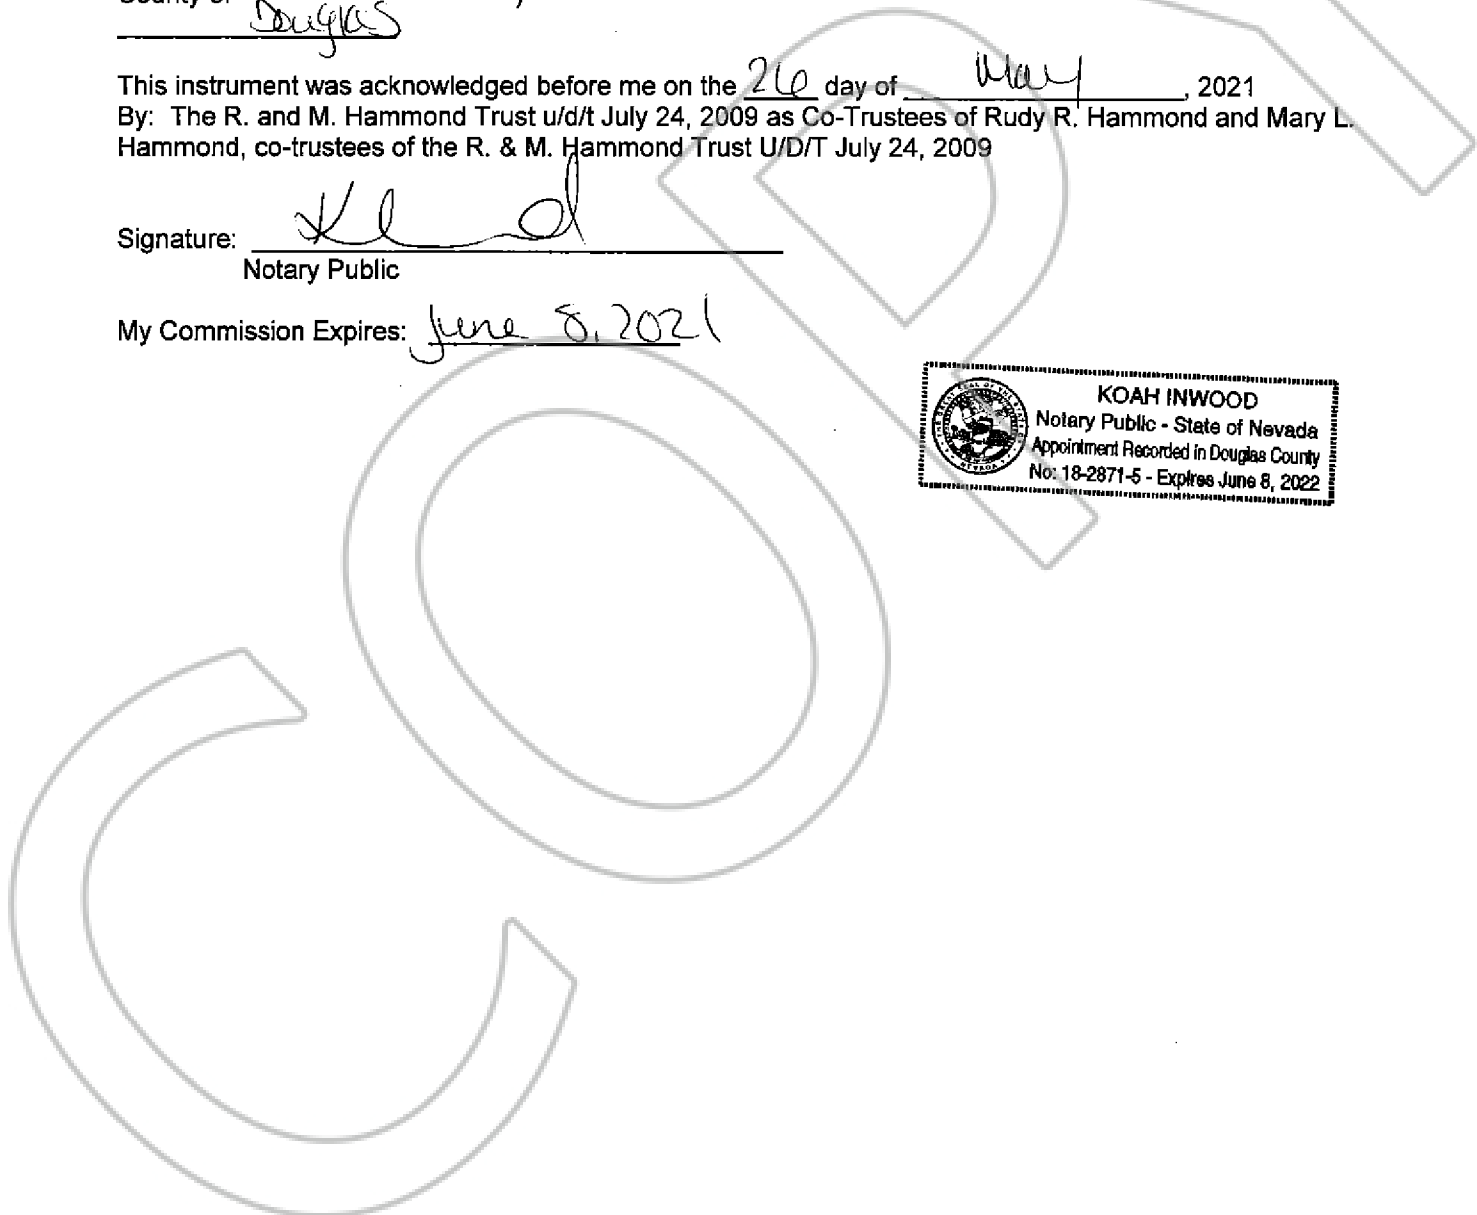 County of
Douglas
This instrument was acknowledged before me on the 26 day of May, 2021
By: The R. and M. Hammond Trust u/d/t July 24, 2009 as Co-Trustees of Rudy R. Hammond and Mary L.
Hammond, co-trustees of the R. & M. Hammond Trust U/D/T July 24, 2009
Signature:
Notary Public
My Commission Expires: June 8, 2021
KOAH INWOOD
Notary Public - State of Nevada
Appointment Recorded in Douglas County
No: 18-2871-5 - Expires June 8, 2022
COPY